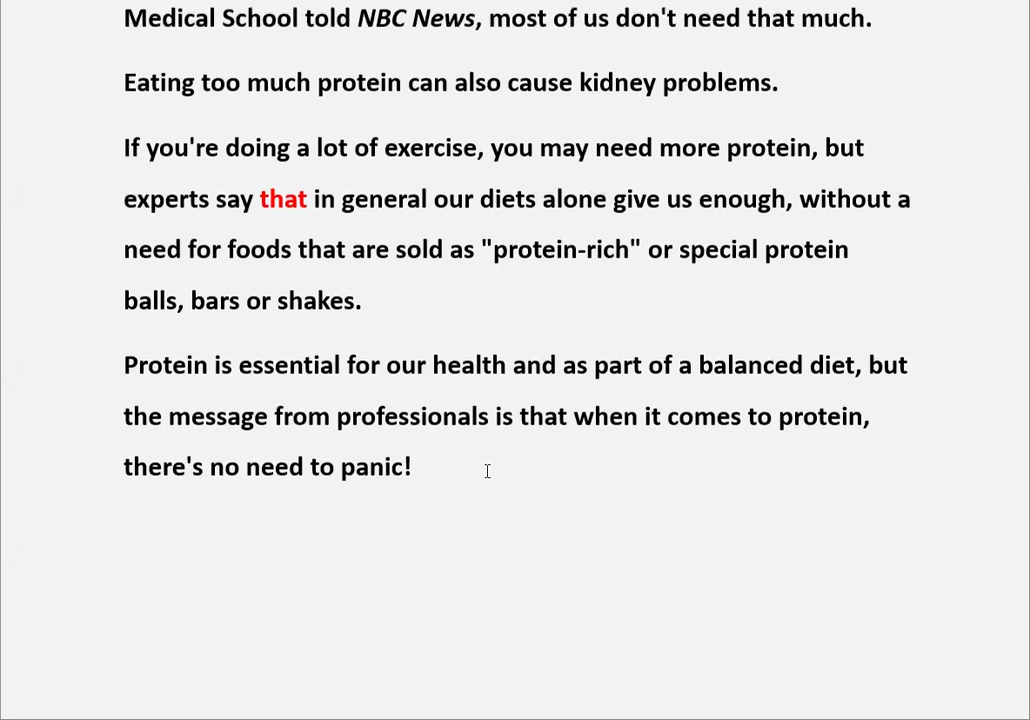 Medical School told NBC News, most of us don't need that much.
Eating too much protein can also cause kidney problems.
If you're doing a lot of exercise, you may need more protein, but
experts say that in general our diets alone give us enough, without a
need for foods that are sold as "protein-rich" or special protein
balls, bars or shakes.
Protein is essential for our health and as part of a balanced diet, but
the message from professionals is that when it comes to protein,
there's no need to panic!